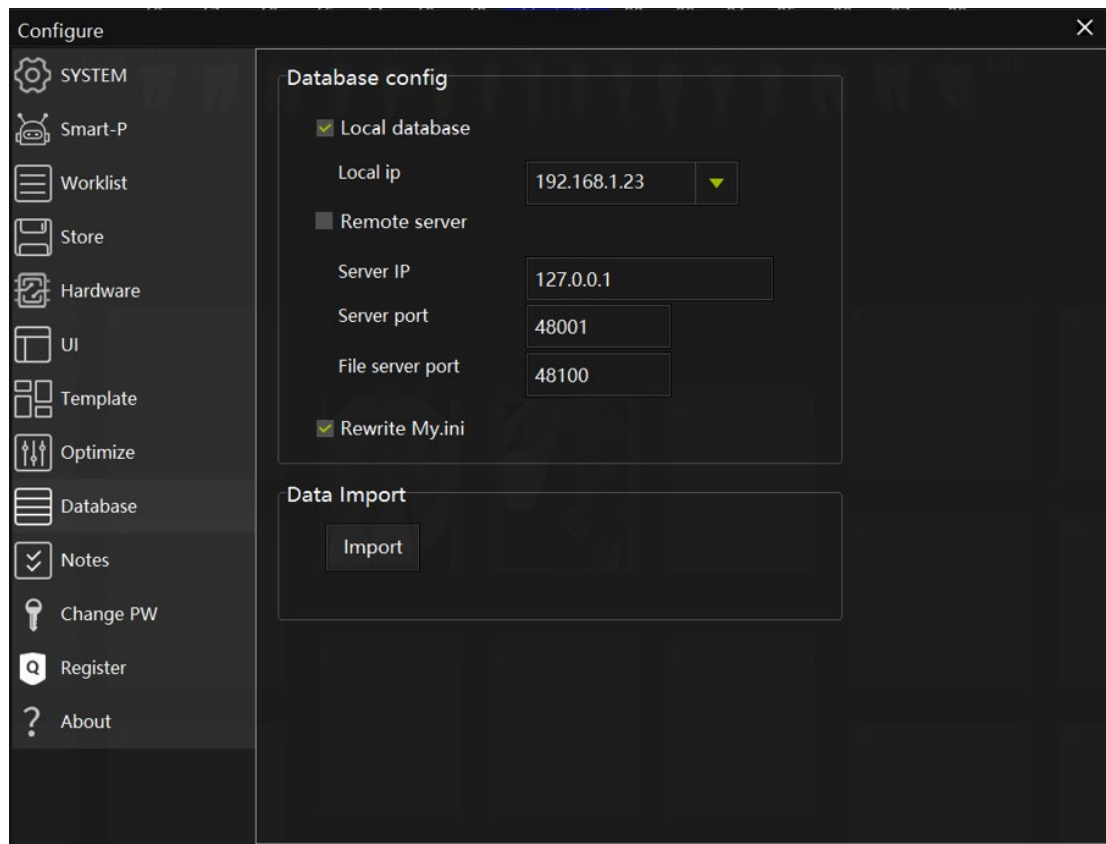 Configure
SYSTEM
Smart-P
Worklist
Store
Hardware
UI
Template
Optimize
Database
Notes
Change PW
Register
About
Database config
Local database
Local ip
192.168.1.23
Remote server
Server IP
127.0.0.1
Server port
48001
File server port
48100
Rewrite My.ini
Data Import
Import